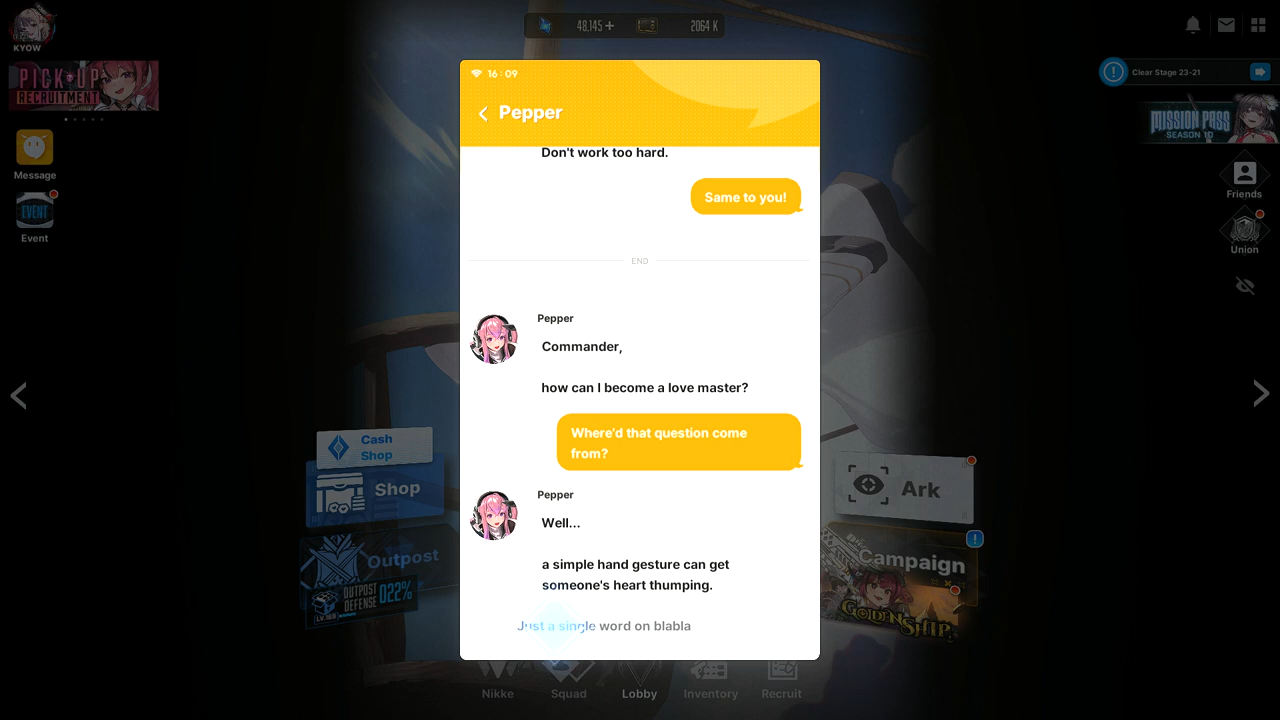 KYOW
48,145 +
2064 K
PICK UP
RECRUITMENT
Message
EVENT
Event
Clear Stage 23-21
MISSION PASS
SEASON 10
Friends
Union
16 : 09
Pepper
Don't work too hard.
Same to you!
END
Pepper
Commander,
how can I become a love master?
Where'd that question come
from?
Pepper
Well...
a simple hand gesture can get
someone's heart thumping.
Just a single word on blabla
Cash
Shop
Shop
Outpost
OUTPOST
DEFENSE 022%
Ark
Campaign
GOLDEN SHIP
Nikke
Squad
Lobby
Inventory
Recruit